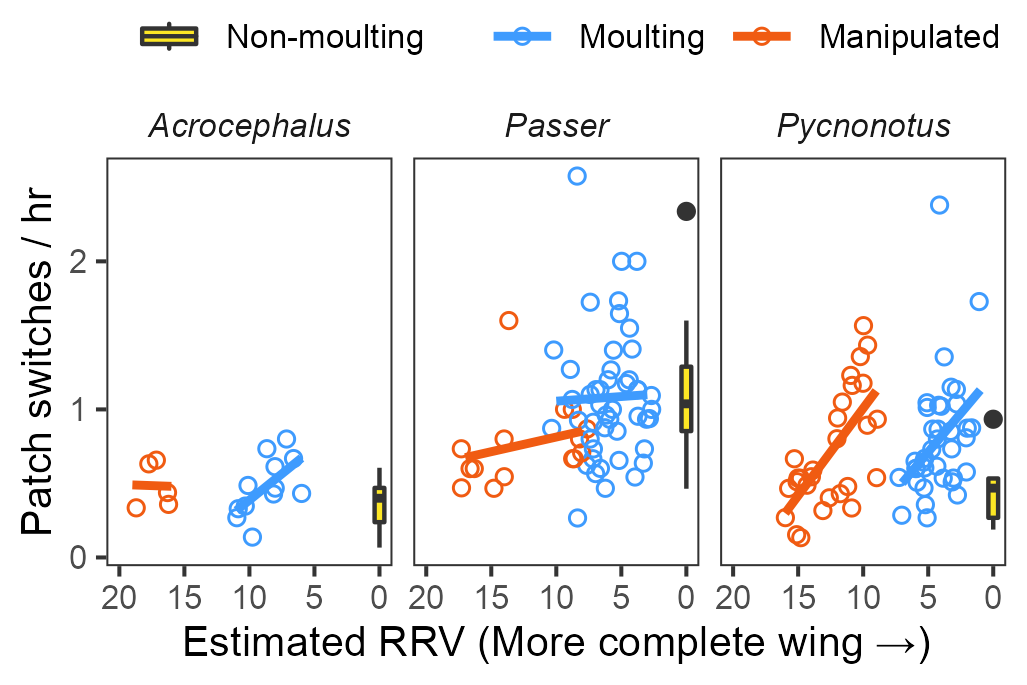 Non-moulting Moulting Manipulated
Acrocephalus Passer Pycnonotus
Patch switches / hr
2
1
0
20 15 10 5 0 20 15 10 5 0 20 15 10 5 0
Estimated RRV (More complete wing →)